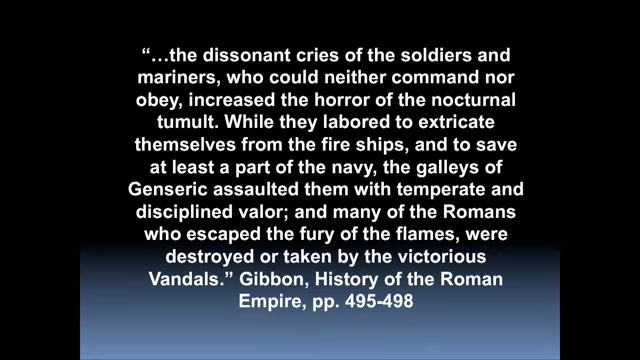 “…the dissonant cries of the soldiers and
mariners, who could neither command nor
obey, increased the horror of the nocturnal
tumult. While they labored to extricate
themselves from the fire ships, and to save
at least a part of the navy, the galleys of
Genseric assaulted them with temperate and
disciplined valor; and many of the Romans
who escaped the fury of the flames, were
destroyed or taken by the victorious
Vandals.” Gibbon, History of the Roman
Empire, pp. 495-498